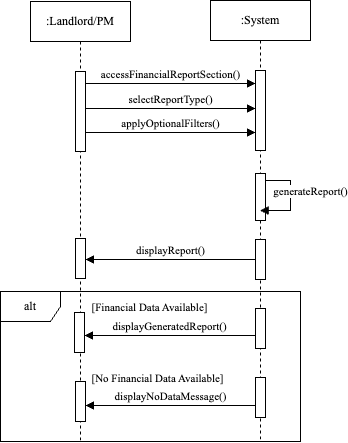 :Landlord/PM
:System
accessFinancialReportSection()
selectReportType()
applyOptionalFilters()
generateReport()
displayReport()
alt
[Financial Data Available]
displayGeneratedReport()
[No Financial Data Available]
displayNoDataMessage()